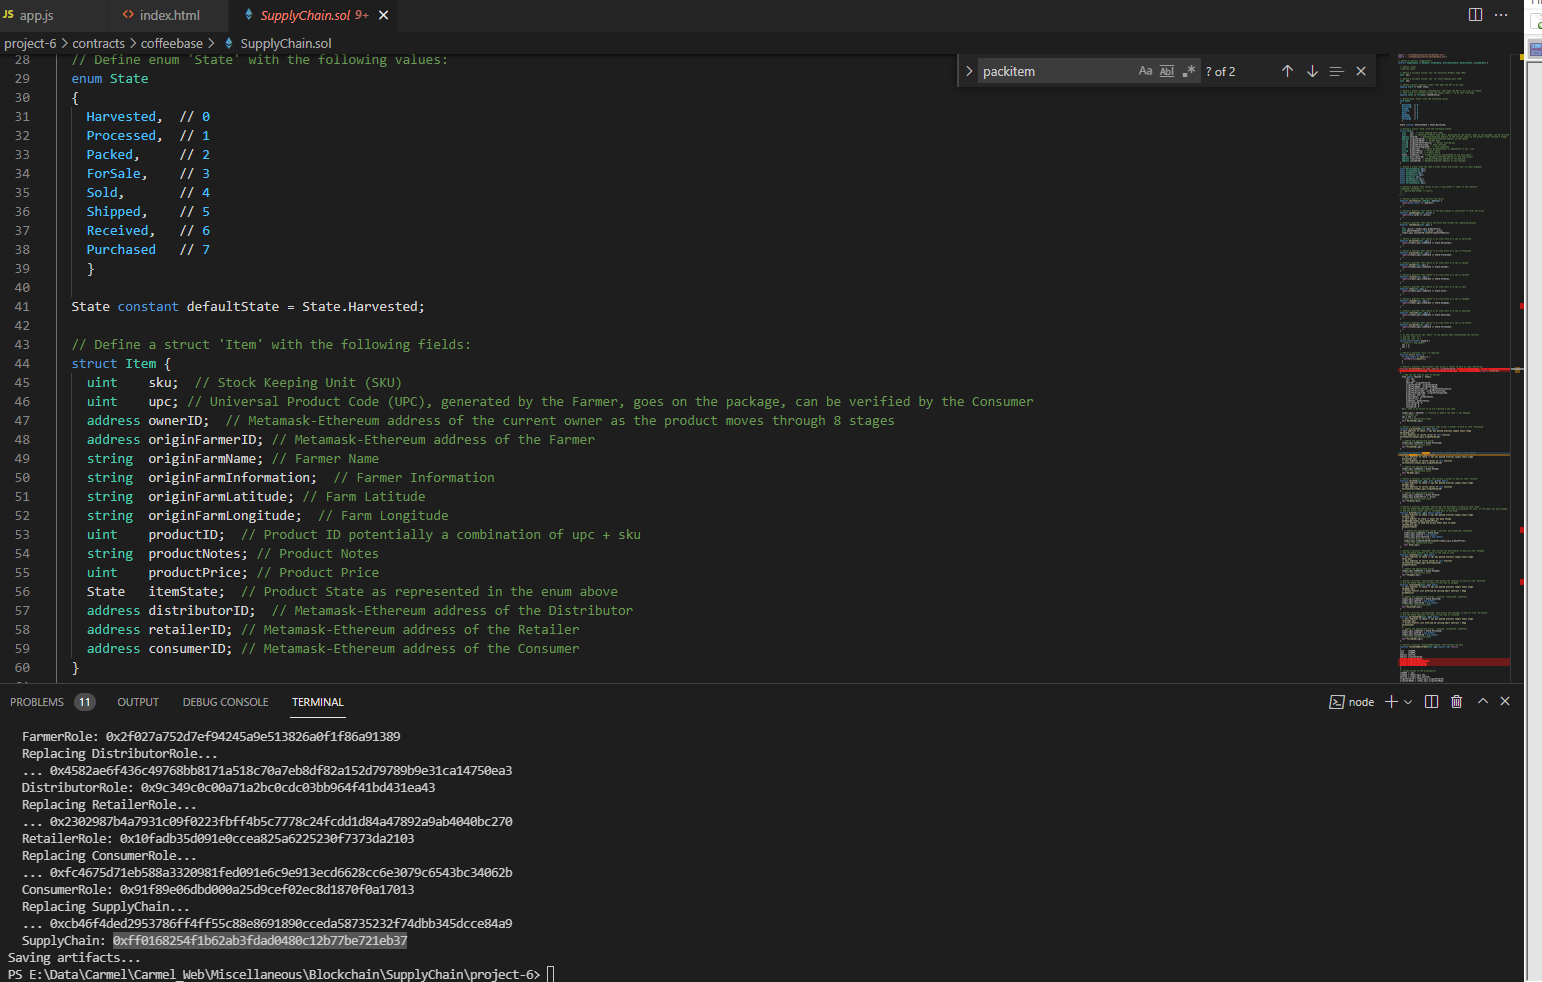 JS app.js
<> index.html
SupplyChain.sol 9+ ×
project-6 > contracts > coffeebase > SupplyChain.sol
packitem
Aa Abl .* ? of 2
28 // Define enum 'State' with the following values:
29 enum State
30 {
31 Harvested, // 0
32 Processed, // 1
33 Packed, // 2
34 ForSale, // 3
35 Sold, // 4
36 Shipped, // 5
37 Received, // 6
38 Purchased // 7
39 }
40
41 State constant defaultState = State.Harvested;
42
43 // Define a struct 'Item' with the following fields:
44 struct Item {
45 uint sku; // Stock Keeping Unit (SKU)
46 uint upc; // Universal Product Code (UPC), generated by the Farmer, goes on the package, can be verified by the Consumer
47 address ownerID; // Metamask-Ethereum address of the current owner as the product moves through 8 stages
48 address originFarmerID; // Metamask-Ethereum address of the Farmer
49 string originFarmName; // Farmer Name
50 string originFarmInformation; // Farmer Information
51 string originFarmLatitude; // Farm Latitude
52 string originFarmLongitude; // Farm Longitude
53 uint productID; // Product ID potentially a combination of upc + sku
54 string productNotes; // Product Notes
55 uint productPrice; // Product Price
56 State itemState; // Product State as represented in the enum above
57 address distributorID; // Metamask-Ethereum address of the Distributor
58 address retailerID; // Metamask-Ethereum address of the Retailer
59 address consumerID; // Metamask-Ethereum address of the Consumer
60 }
PROBLEMS 11 OUTPUT DEBUG CONSOLE TERMINAL
node
FarmerRole: 0x2f027a752d7ef94245a9e513826a0f1f86a91389
Replacing DistributorRole...
... 0x4582ae6f436c49768bb8171a518c70a7eb8df82a152d79789b9e31ca14750ea3
DistributorRole: 0x9c349c0c00a71a2bc0cdc03bb964f41bd431ea43
Replacing RetailerRole...
... 0x2302987b4a7931c09f0223fbff4b5c7778c24fcdd1d84a47892a9ab4040bc270
RetailerRole: 0x10fadb35d091e0ccea825a6225230f7373da2103
Replacing ConsumerRole...
... 0xfc4675d71eb588a3320981fed091e6c9e913ecd6628cc6e3079c6543bc34062b
ConsumerRole: 0x91f89e06dbd000a25d9cef02ec8d1870f0a17013
Replacing SupplyChain...
... 0xcb46f4ded2953786ff4ff55c88e8691890cceda58735232f74dbb345dcce84a9
SupplyChain: 0xff0168254f1b62ab3fdad0480c12b77be721eb37
Saving artifacts...
PS E:\Data\Carmel\Carmel_Web\Miscellaneous\Blockchain\SupplyChain\project-6>